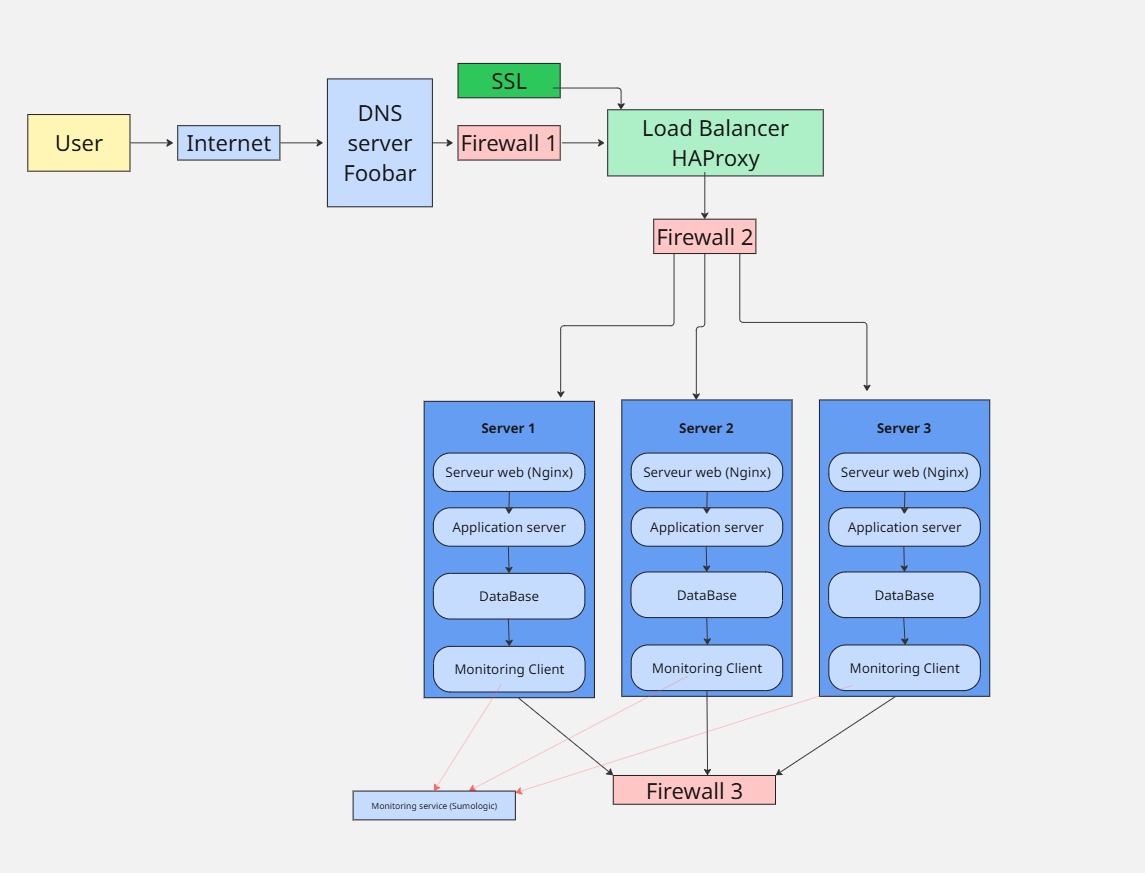 SSL
User
Internet
DNS
server
Foobar
Firewall 1
Load Balancer
HAProxy
Firewall 2
Server 1
Serveur web (Nginx)
Application server
DataBase
Monitoring Client
Server 2
Serveur web (Nginx)
Application server
DataBase
Monitoring Client
Server 3
Serveur web (Nginx)
Application server
DataBase
Monitoring Client
Monitoring service (Sumologic)
Firewall 3